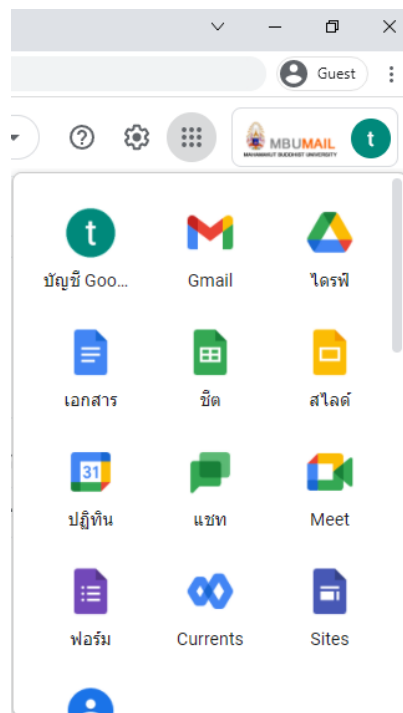 Guest
MBUMAIL
MAHAMAKUT BUDDHIST UNIVERSITY
t
t
บัญชี Goo...
Gmail
ไดรฟ์
เอกสาร
ชีต
สไลด์
31
ปฏิทิน
แชท
Meet
ฟอร์ม
Currents
Sites